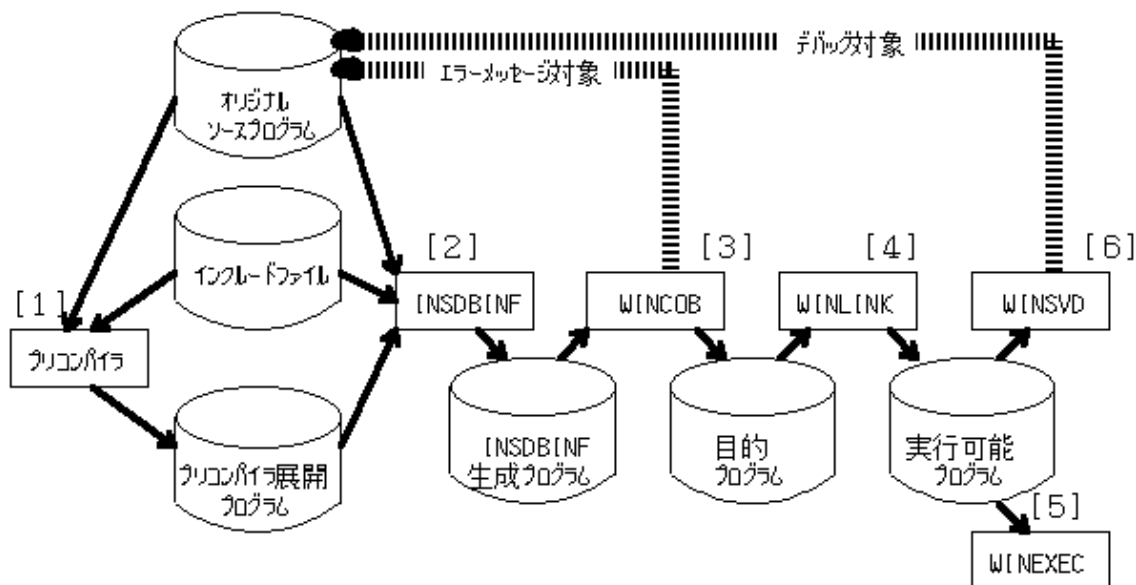 デバッグ対象
エラーメッセージ対象
オリジナル
ソースプログラム
インクルードファイル
[1]
プリコンパイラ
プリコンパイラ展開
プログラム
[2]
INSDBINF
INSDBINF
生成プログラム
[3]
WINCOB
目的
プログラム
[4]
WINLINK
実行可能
プログラム
[6]
WINSVD
[5]
WINEXEC